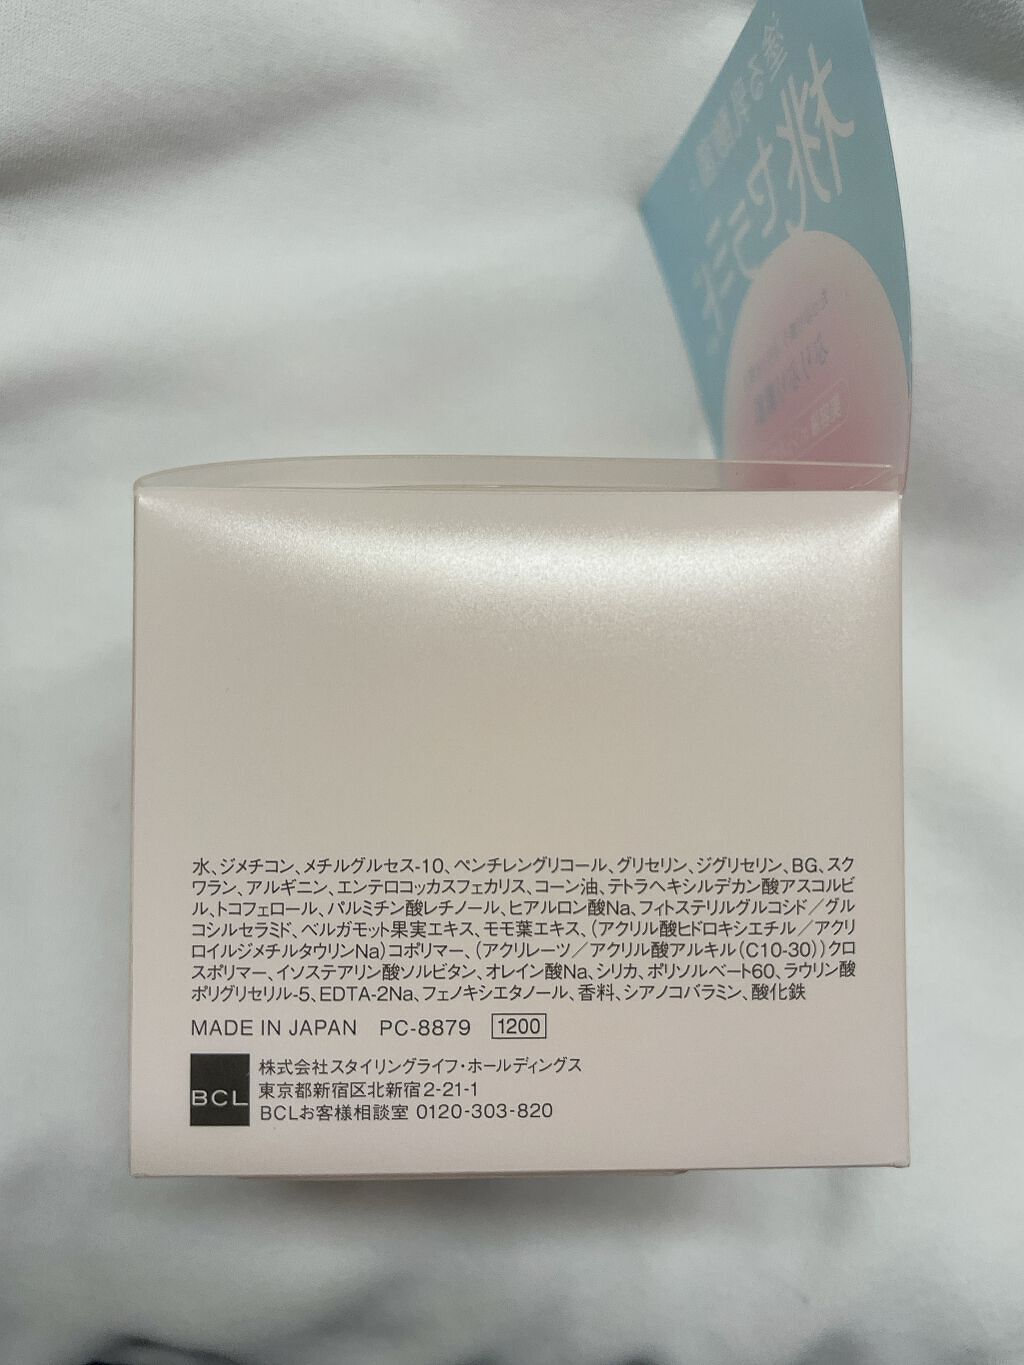 塗る乳酸菌
桃セラミド
水、ジメチコン、メチルグルセス-10、ペンチレングリコール、グリセリン、ジグリセリン、BG、スク
ワラン、アルギニン、エンテロコッカスフェカリス、コーン油、テトラヘキシルデカン酸アスコルビ
ル、トコフェロール、パルミチン酸レチノール、ヒアルロン酸Na、フィトステリルグルコシド／グル
コシルセラミド、ベルガモット果実エキス、モモ葉エキス、(アクリル酸ヒドロキシエチル／アクリ
ロイルジメチルタウリンNa)コポリマー、(アクリレーツ／アクリル酸アルキル(C10-30))クロ
スポリマー、イソステアリン酸ソルビタン、オレイン酸Na、シリカ、ポリソルベート60、ラウリン酸
ポリグリセリル-5、EDTA-2Na、フェノキシエタノール、香料、シアノコバラミン、酸化鉄
MADE IN JAPAN PC-8879 1200
BCL
株式会社スタイリングライフ・ホールディングス
東京都新宿区北新宿2-21-1
BCLお客様相談室 0120-303-820